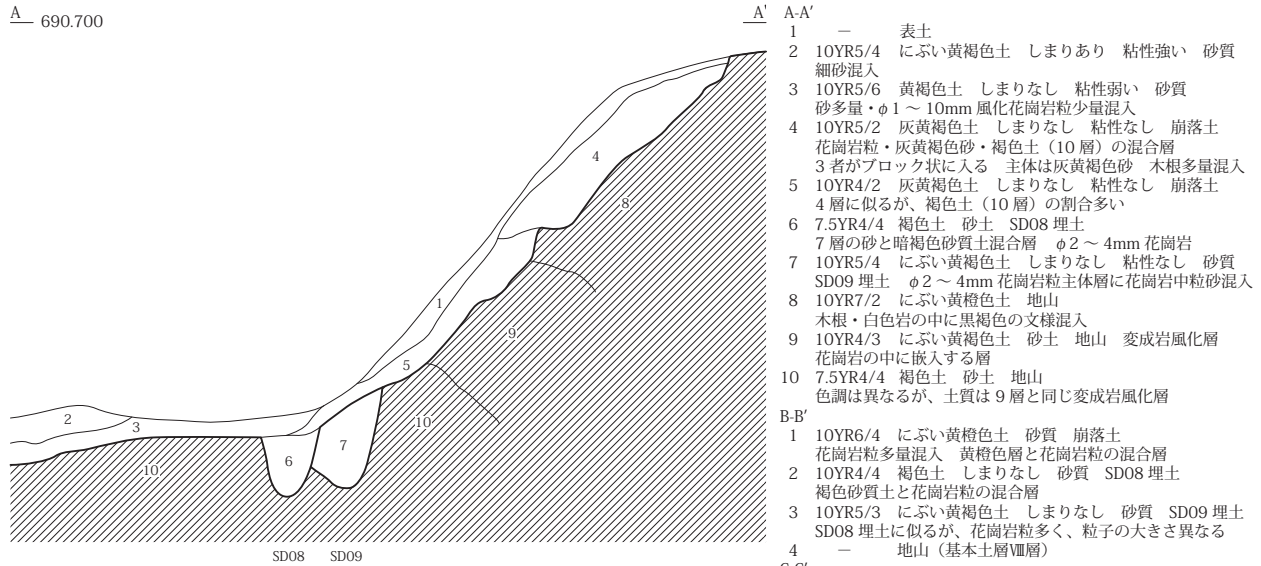 A 690.700 A'
4
8
1
9
5
2
3
10
7
6
10
SD08 SD09
A-A′
1 － 表土
2 10YR5/4 にぶい黄褐色土 しまりあり 粘性強い 砂質
細砂混入
3 10YR5/6 黄褐色土 しまりなし 粘性弱い 砂質
砂多量・φ1～10mm 風化花崗岩粒少量混入
4 10YR5/2 灰黄褐色土 しまりなし 粘性なし 崩落土
花崗岩粒・灰黄褐色砂・褐色土（10 層）の混合層
3 者がブロック状に入る 主体は灰黄褐色砂 木根多量混入
5 10YR4/2 灰黄褐色土 しまりなし 粘性なし 崩落土
4 層に似るが、褐色土（10 層）の割合多い
6 7.5YR4/4 褐色土 砂土 SD08 埋土
7 層の砂と暗褐色砂質土混合層 φ2～4mm 花崗岩
7 10YR5/4 にぶい黄褐色土 しまりなし 粘性なし 砂質
SD09 埋土 φ2～4mm 花崗岩粒主体層に花崗岩中粒砂混入
8 10YR7/2 にぶい黄橙色土 地山
木根・白色岩の中に黒褐色の文様混入
9 10YR4/3 にぶい黄褐色土 砂土 地山 変成岩風化層
花崗岩の中に嵌入する層
10 7.5YR4/4 褐色土 砂土 地山
色調は異なるが、土質は 9 層と同じ変成岩風化層
B-B′
1 10YR6/4 にぶい黄橙色土 砂質 崩落土
花崗岩粒多量混入 黄橙色層と花崗岩粒の混合層
2 10YR4/4 褐色土 しまりなし 砂質 SD08 埋土
褐色砂質土と花崗岩粒の混合層
3 10YR5/3 にぶい黄褐色土 しまりなし 砂質 SD09 埋土
SD08 埋土に似るが、花崗岩粒多く、粒子の大きさ異なる
4 － 地山（基本土層Ⅷ層）